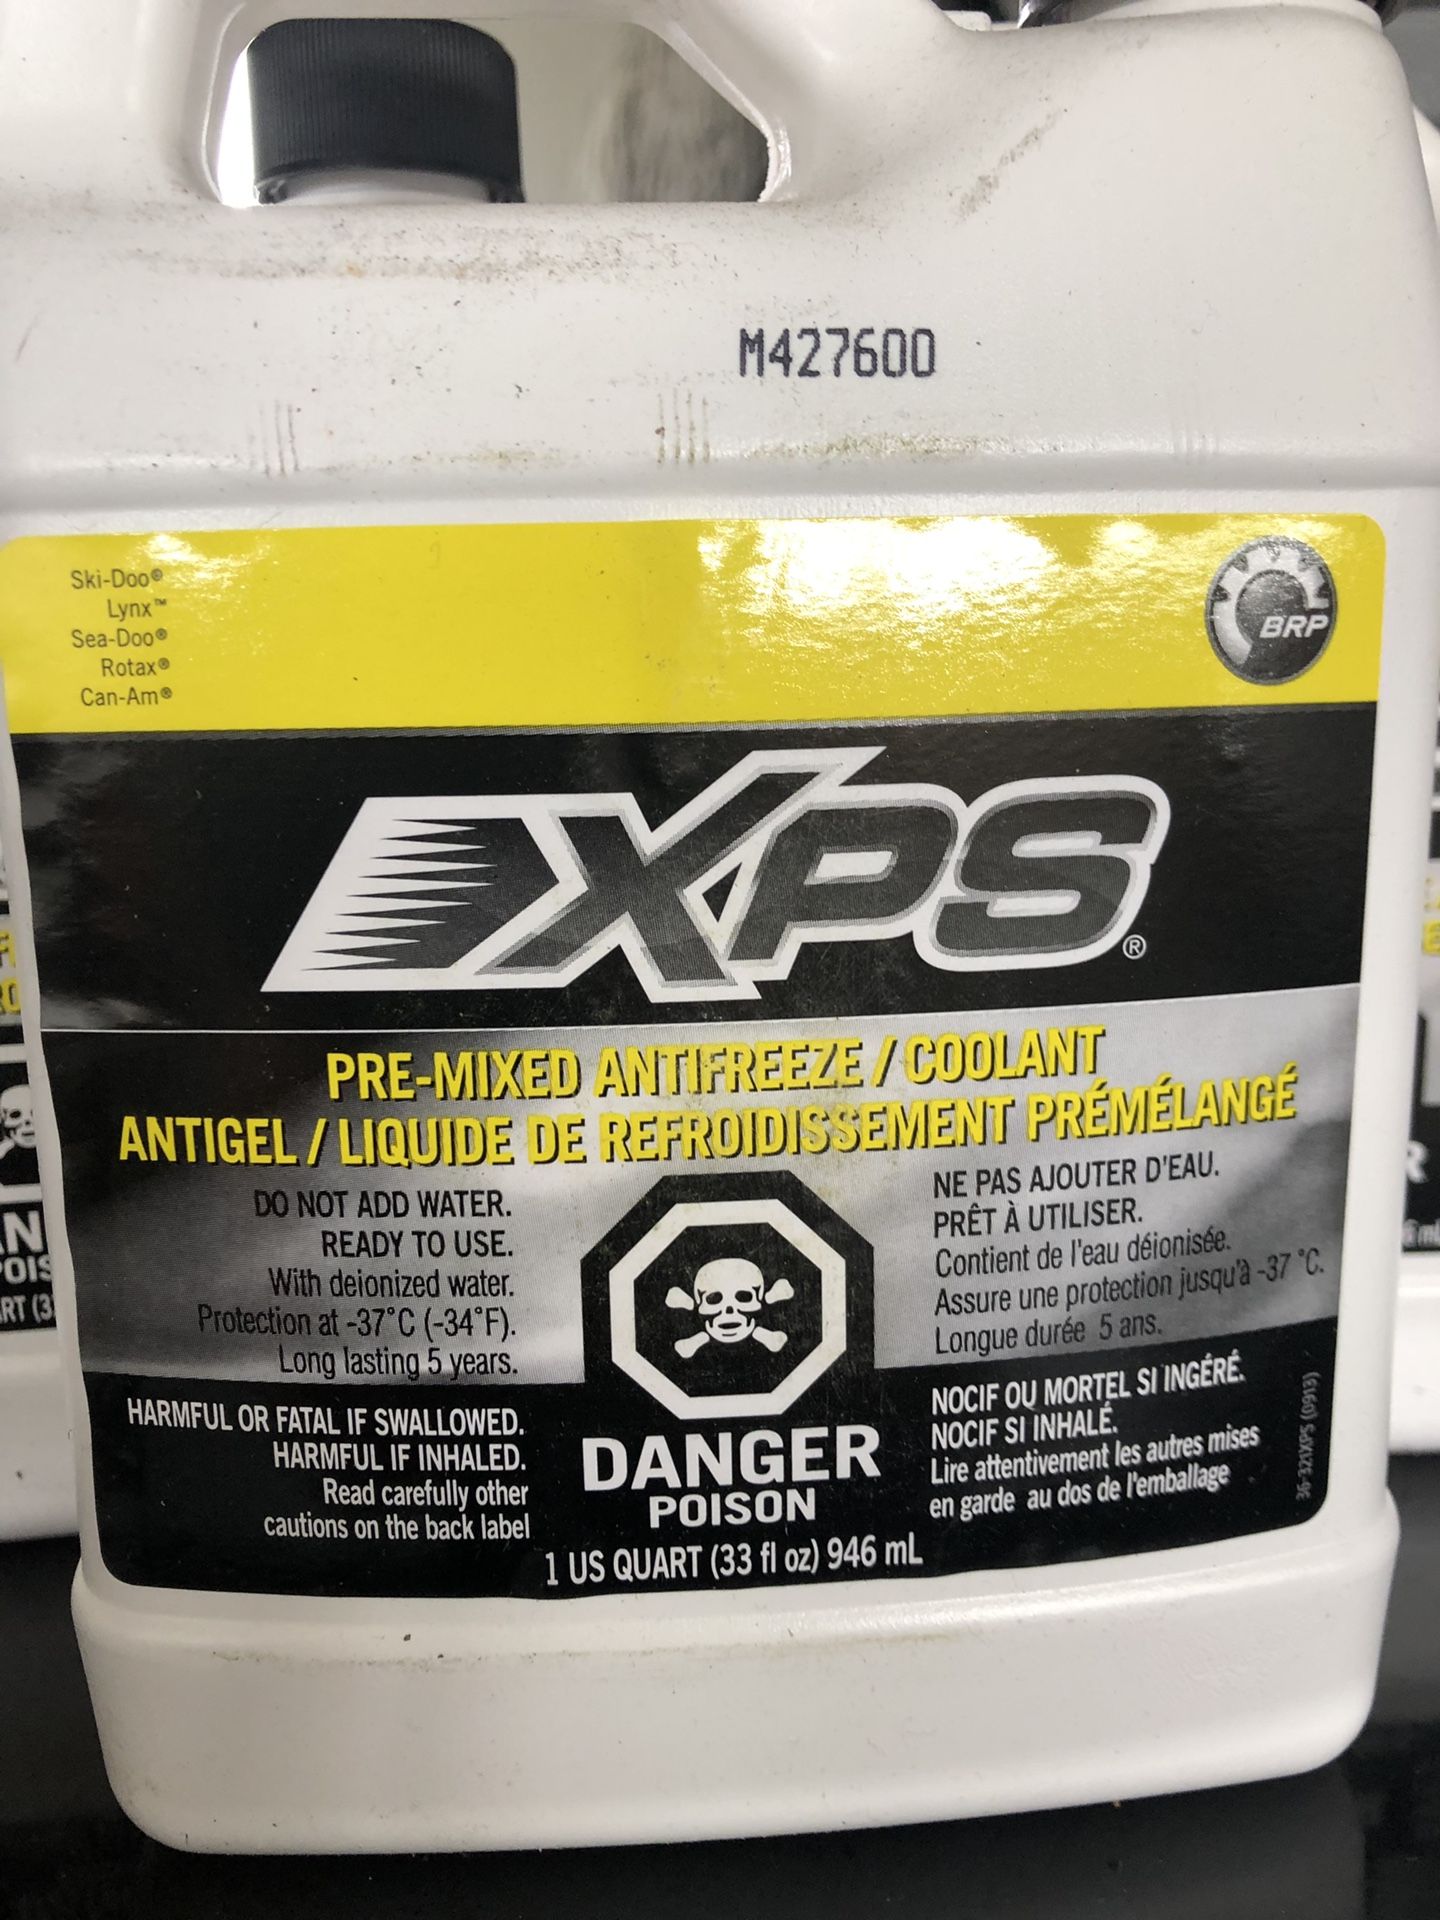 M427600
Ski-Doo®
Lynx™
Sea-Doo®
Rotax®
Can-Am®
BRP
XPS®
PRE-MIXED ANTIFREEZE / COOLANT
ANTIGEL / LIQUIDE DE REFROIDISSEMENT PRÉMÉLANGÉ
DO NOT ADD WATER.
READY TO USE.
With deionized water.
Protection at -37°C (-34°F).
Long lasting 5 years.
HARMFUL OR FATAL IF SWALLOWED.
HARMFUL IF INHALED.
Read carefully other
cautions on the back label
DANGER
POISON
NE PAS AJOUTER D'EAU.
PRÊT À UTILISER.
Contient de l'eau déionisée.
Assure une protection jusqu'à -37 °C.
Longue durée 5 ans.
NOCIF OU MORTEL SI INGÉRÉ.
NOCIF SI INHALÉ.
Lire attentivement les autres mises
en garde au dos de l'emballage
36-321XPS (0913)
1 US QUART (33 fl oz) 946 mL